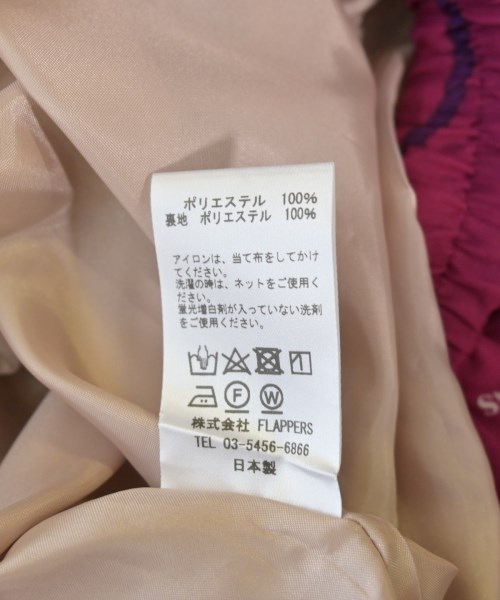 ポリエステル 100%
裏地 ポリエステル 100%
アイロンは、当て布をしてかけ
てください。
洗濯の時は、ネットをご使用く
ださい。
蛍光増白剤が入っていない洗剤
をご使用ください。
F W
株式会社 FLAPPERS
TEL 03-5456-6866
日本製